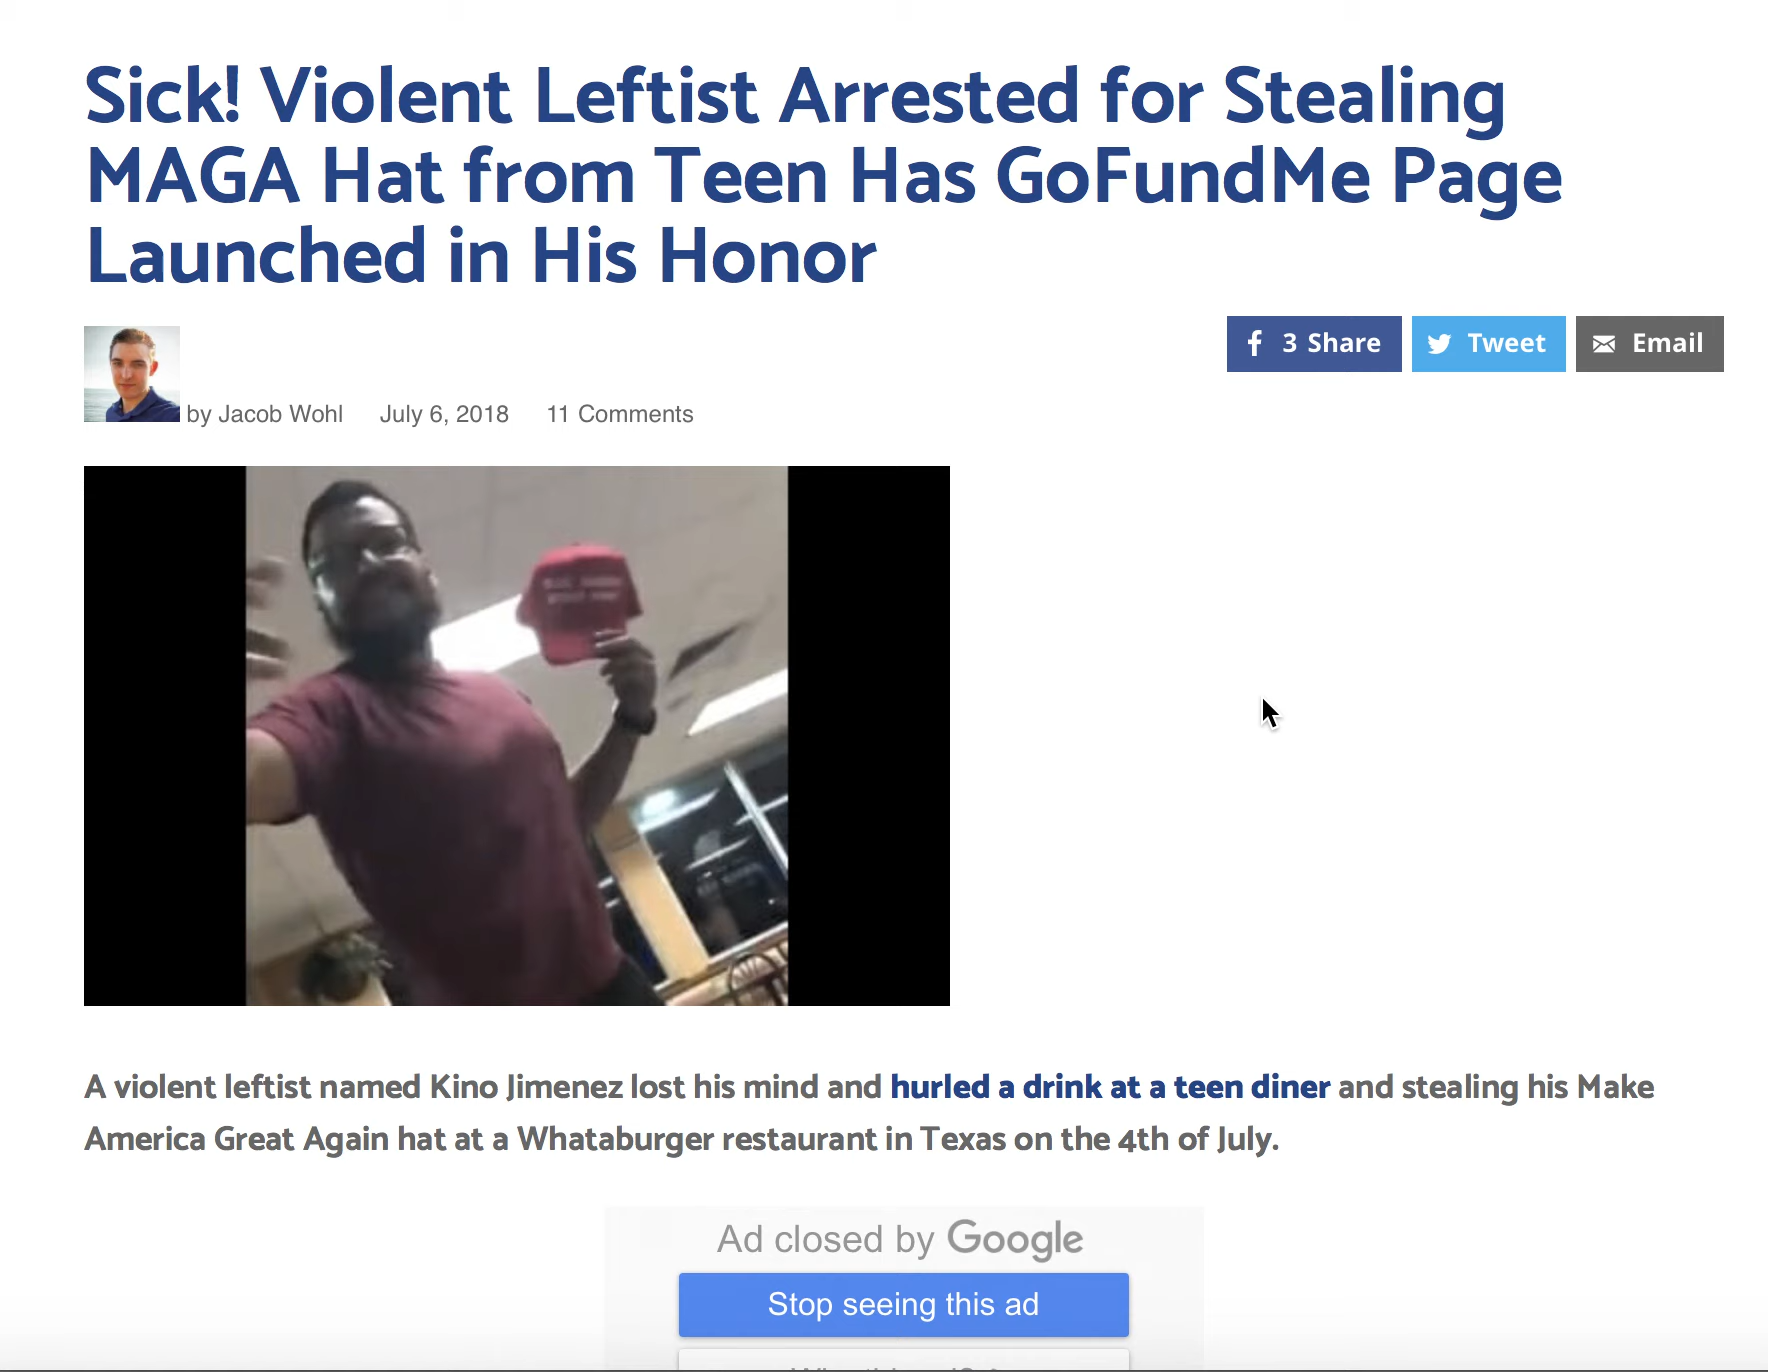 Sick! Violent Leftist Arrested for Stealing
MAGA Hat from Teen Has GoFundMe Page
Launched in His Honor
3 Share
Tweet
Email
by Jacob Wohl July 6, 2018 11 Comments
A violent leftist named Kino Jimenez lost his mind and hurled a drink at a teen diner and stealing his Make
America Great Again hat at a Whataburger restaurant in Texas on the 4th of July.
Ad closed by Google
Stop seeing this ad